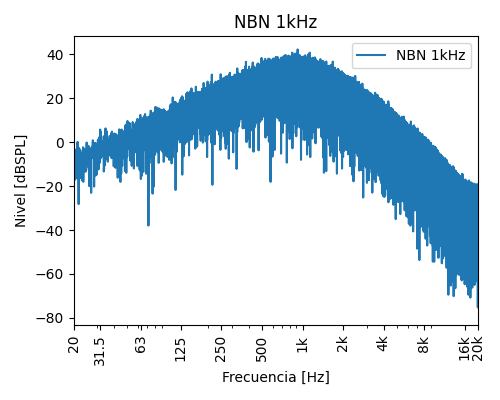 NBN 1kHz
NBN 1kHz
Nivel [dBSPL]
40
20
0
−20
−40
−60
−80
20
31.5
63
125
250
500
1k
2k
4k
8k
16k
20k
Frecuencia [Hz]